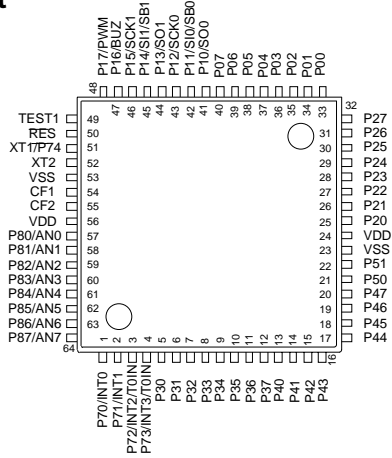 P17/PWM
P16/BUZ
P15/SCK1
P14/SI1/SB1
P13/SO1
P12/SCK0
P11/SI0/SB0
P10/SO0
P07
P06
P05
P04
P03
P02
P01
P00
48
47
46
45
44
43
42
41
40
39
38
37
36
35
34
33
32
TEST1 49
RES 50
XT1/P74 51
XT2 52
VSS 53
CF1 54
CF2 55
VDD 56
P80/AN0 57
P81/AN1 58
P82/AN2 59
P83/AN3 60
P84/AN4 61
P85/AN5 62
P86/AN6 63
P87/AN7 64
31 P27
30 P26
29 P25
28 P24
27 P23
26 P22
25 P21
24 P20
23 VDD
22 VSS
21 P51
20 P50
19 P47
18 P46
17 P45
16 P44
1
2
3
4
5
6
7
8
9
10
11
12
13
14
15
P70/INT0
P71/INT1
P72/INT2/T0IN
P73/INT3/T0IN
P30
P31
P32
P33
P34
P35
P36
P37
P40
P41
P42
P43